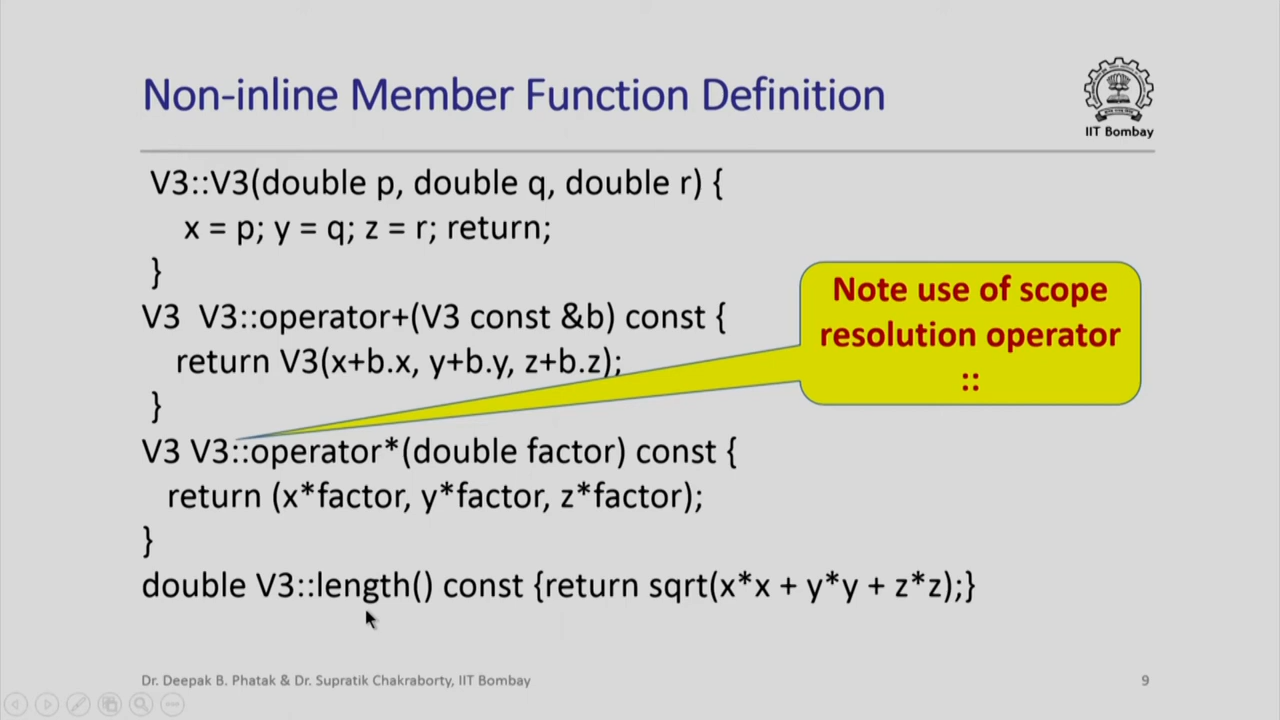 Non-inline Member Function Definition
IIT Bombay
V3::V3(double p, double q, double r) {
x = p; y = q; z = r; return;
}
V3 V3::operator+(V3 const &b) const {
return V3(x+b.x, y+b.y, z+b.z);
}
V3 V3::operator*(double factor) const {
return (x*factor, y*factor, z*factor);
}
double V3::length() const {return sqrt(x*x + y*y + z*z);}
Note use of scope
resolution operator
::
Dr. Deepak B. Phatak & Dr. Supratik Chakraborty, IIT Bombay
9